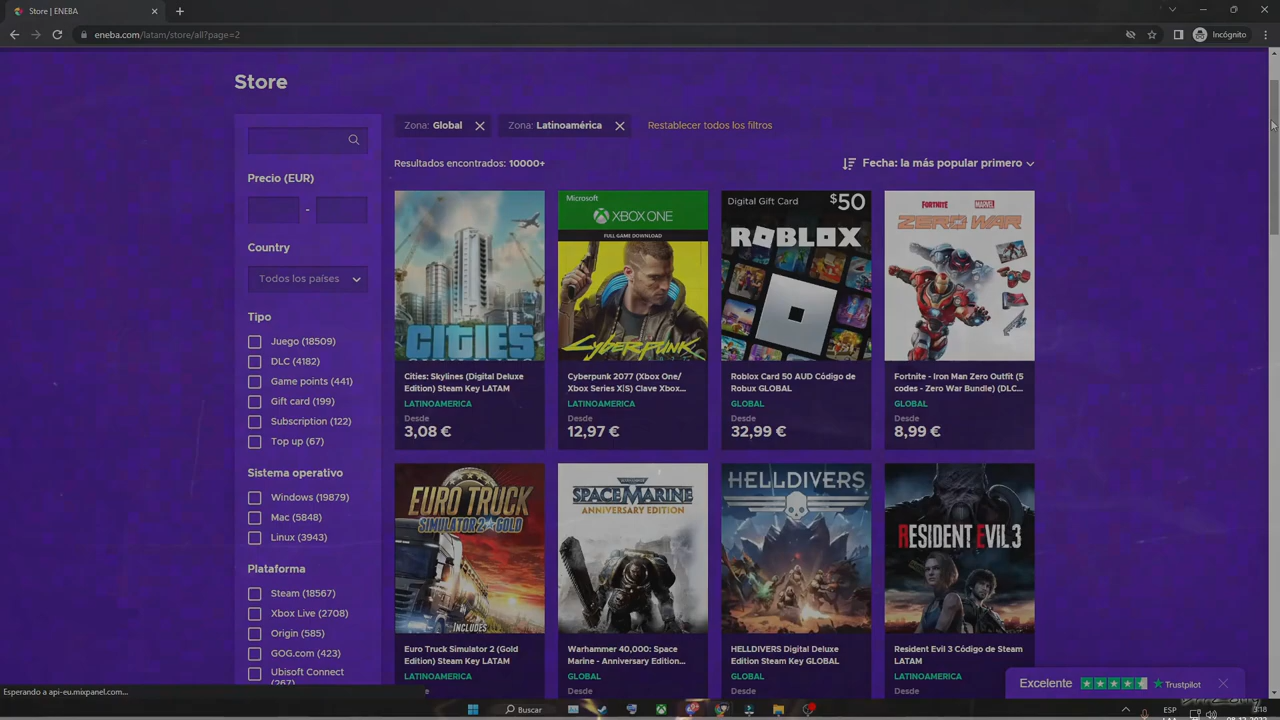 Store | ENEBA
eneba.com/latam/store/all?page=2
Incógnito
Store
Zona: Global
Zona: Latinoamérica
Restablecer todos los filtros
Resultados encontrados: 10000+
Fecha: la más popular primero
Precio (EUR)
-
Country
Todos los países
Tipo
Juego (18509)
DLC (4182)
Game points (441)
Gift card (199)
Subscription (122)
Top up (67)
Sistema operativo
Windows (19879)
Mac (5848)
Linux (3943)
Plataforma
Steam (18567)
Xbox Live (2708)
Origin (585)
GOG.com (423)
Ubisoft Connect
(267)
CITIES
Cities: Skylines (Digital Deluxe
Edition) Steam Key LATAM
LATINOAMERICA
Desde
3,08 €
Microsoft
XBOX ONE
FULL GAME DOWNLOAD
CYBERPUNK
Cyberpunk 2077 (Xbox One/
Xbox Series X|S) Clave Xbox...
LATINOAMERICA
Desde
12,97 €
Digital Gift Card $50
ROBLOX
Roblox Card 50 AUD Código de
Robux GLOBAL
GLOBAL
Desde
32,99 €
FORTNITE MARVEL
ZERO WAR
Fortnite - Iron Man Zero Outfit (5
codes - Zero War Bundle) (DLC...
GLOBAL
Desde
8,99 €
EURO TRUCK
SIMULATOR 2 GOLD
INCLUDES
Euro Truck Simulator 2 (Gold
Edition) Steam Key LATAM
LATINOAMERICA
SPACE MARINE
ANNIVERSARY EDITION
Warhammer 40,000: Space
Marine - Anniversary Edition...
GLOBAL
Desde
HELLDIVERS
HELLDIVERS Digital Deluxe
Edition Steam Key GLOBAL
GLOBAL
Desde
RESIDENT EVIL 3
Resident Evil 3 Código de Steam
LATAM
LATINOAMERICA
Desde
Excelente
Trustpilot
Esperando a api-eu.mixpanel.com...
Buscar
ESP